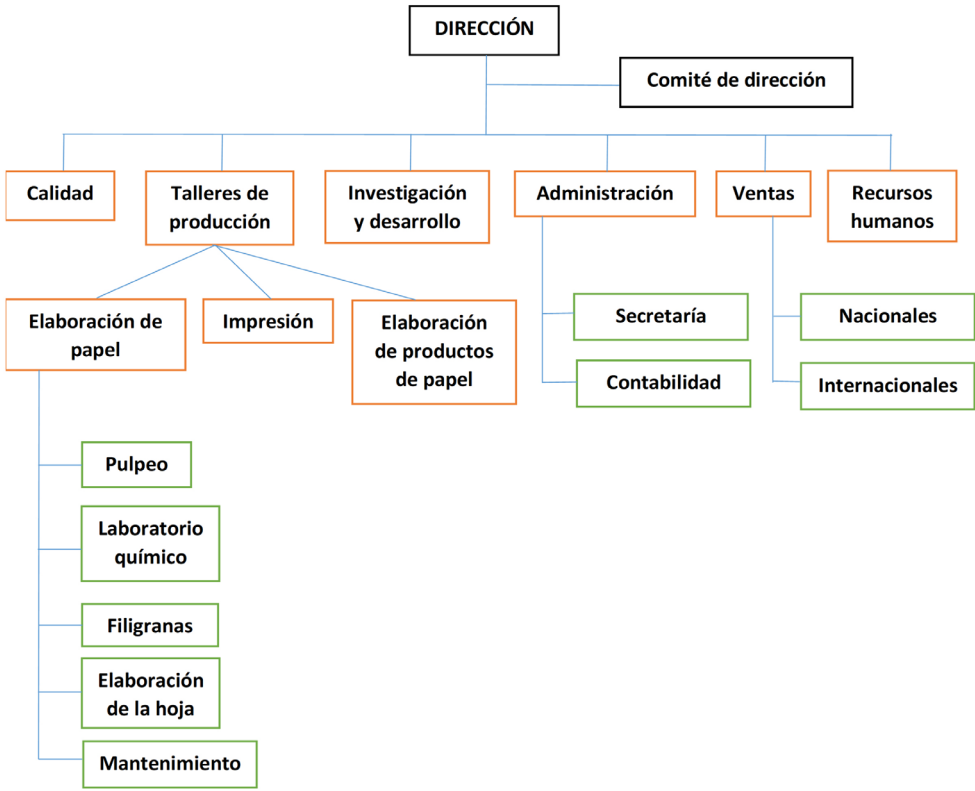 DIRECCIÓN
Comité de dirección
Calidad
Talleres de
producción
Investigación
y desarrollo
Administración
Ventas
Recursos
humanos
Elaboración de
papel
Impresión
Elaboración
de productos
de papel
Secretaría
Contabilidad
Nacionales
Internacionales
Pulpeo
Laboratorio
químico
Filigranas
Elaboración
de la hoja
Mantenimiento